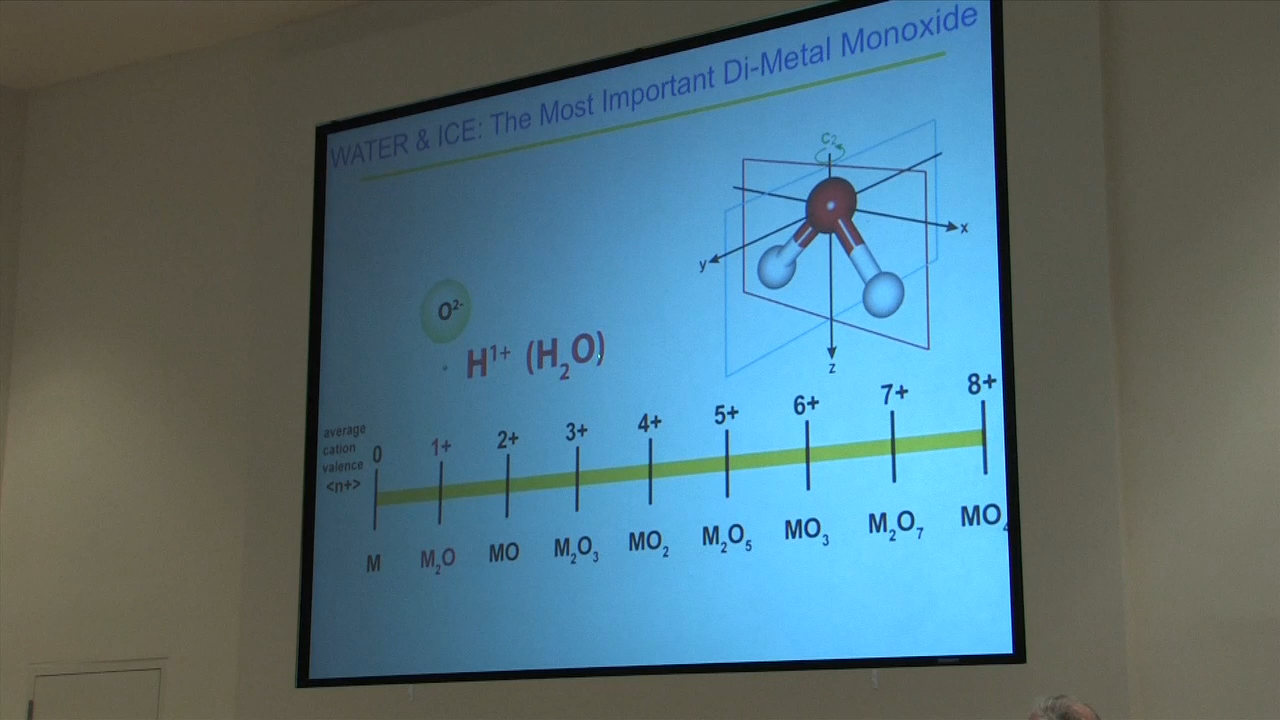 WATER & ICE: The Most Important Di-Metal Monoxide
C₂
x
y
z
O²⁻
H¹⁺ (H₂O)
average
cation
valence
<n+>
0 1+ 2+ 3+ 4+ 5+ 6+ 7+ 8+
M M₂O MO M₂O₃ MO₂ M₂O₅ MO₃ M₂O₇ MO₄